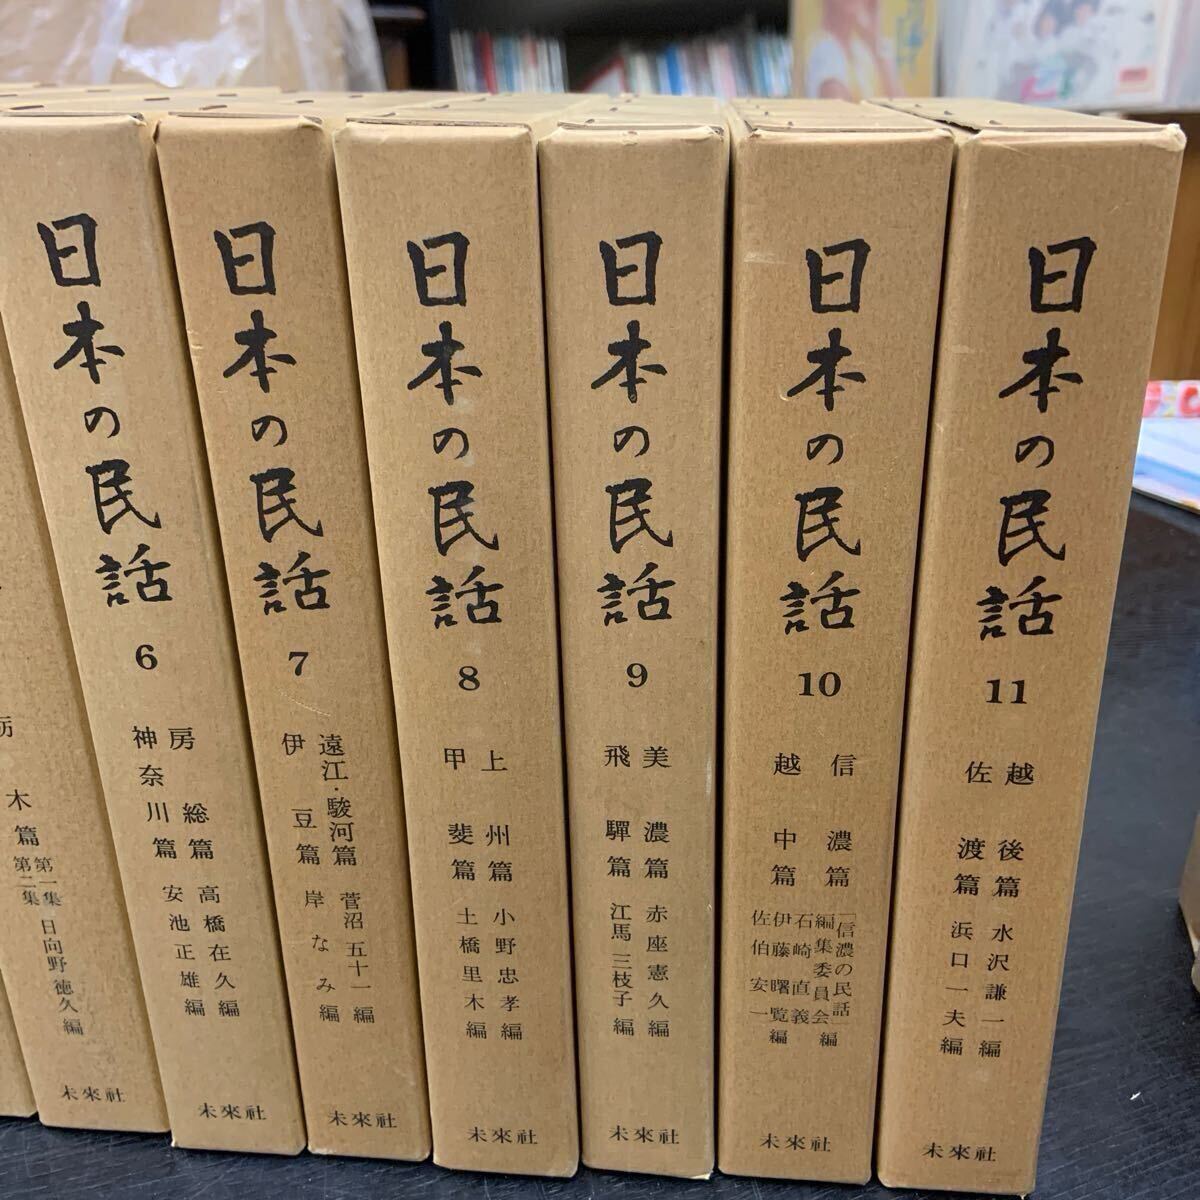 木篇 第一集 第二集 日向野徳久編
未來社
日本の民話
6
房総篇 高橋在久編
神奈川篇 安池正雄編
未來社
日本の民話
7
遠江・駿河篇 菅沼五十一編
伊豆篇 岸なみ編
未來社
日本の民話
8
上州篇 小野忠孝編
甲斐篇 土橋里木編
未來社
日本の民話
9
美濃篇 赤座憲久編
飛驒篇 江馬三枝子編
未來社
日本の民話
10
信濃篇 「信濃の民話」編集委員会編
越中篇 石崎直義 伊藤曙覧 佐伯安一編
未來社
日本の民話
11
越後篇 水沢謙一編
佐渡篇 浜口一夫編
未來社